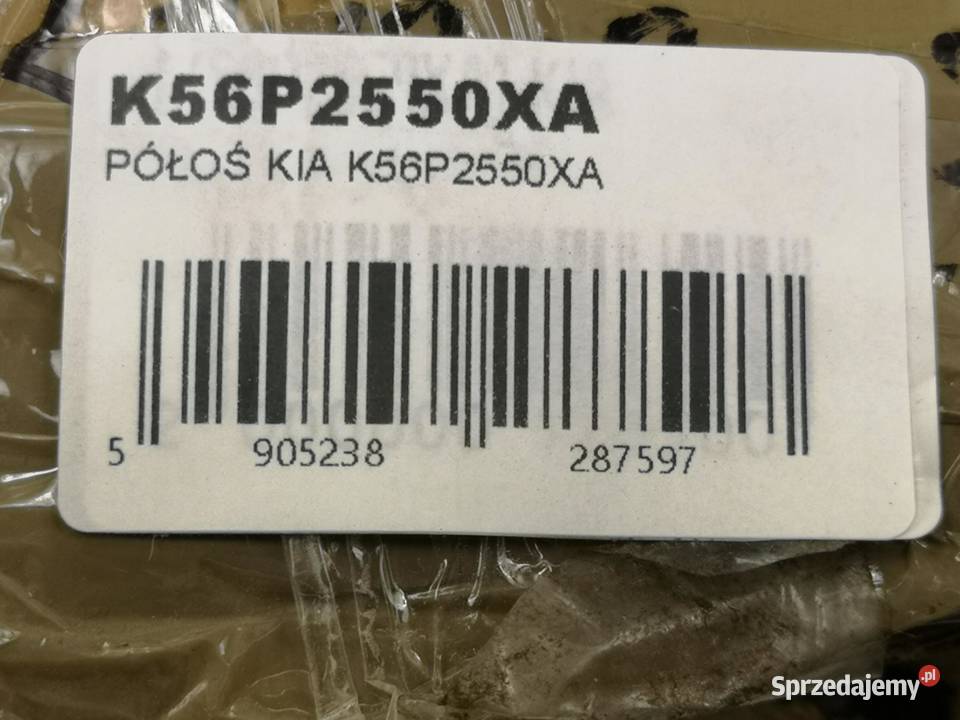 K56P2550XA
PÓŁOŚ KIA K56P2550XA
5 905238 287597
Sprzedajemy.pl